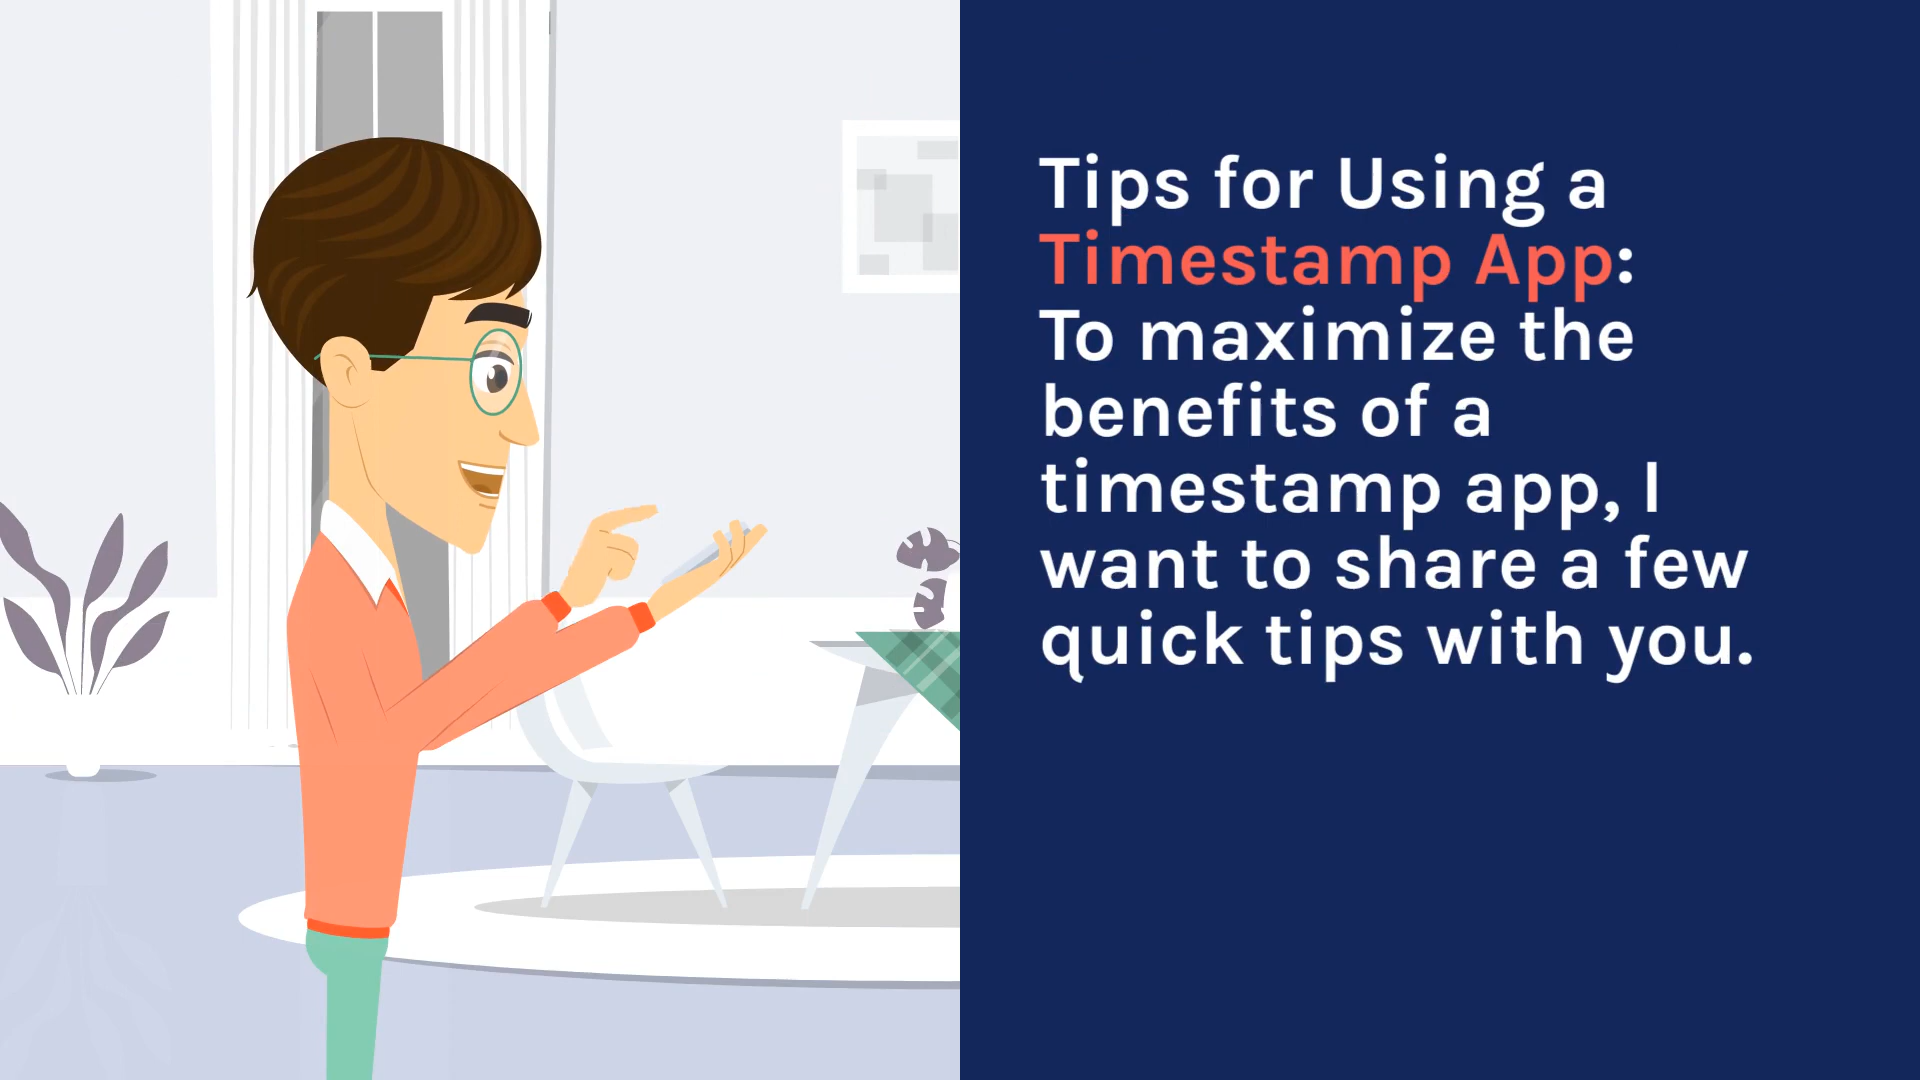 Tips for Using a
Timestamp App:
To maximize the
benefits of a
timestamp app, I
want to share a few
quick tips with you.